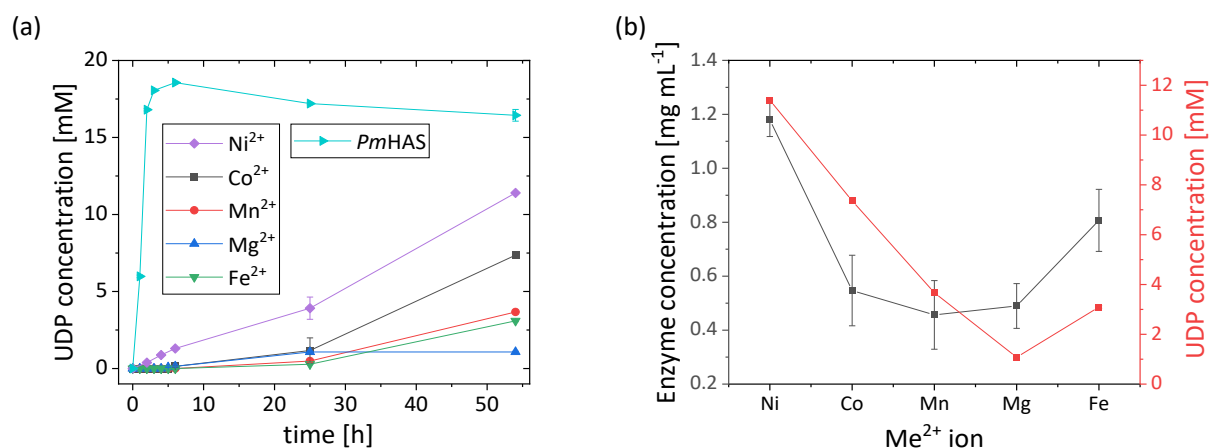 (a)
20
15
10
5
0
UDP concentration [mM]
Ni²⁺
Co²⁺
Mn²⁺
Mg²⁺
Fe²⁺
PmHAS
0 10 20 30 40 50
time [h]
(b)
1.4
1.2
1.0
0.8
0.6
0.4
0.2
Enzyme concentration [mg mL⁻¹]
12
10
8
6
4
2
0
UDP concentration [mM]
Ni Co Mn Mg Fe
Me²⁺ ion